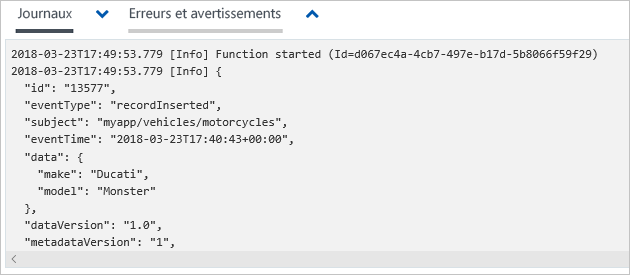 Journaux Erreurs et avertissements
2018-03-23T17:49:53.779 [Info] Function started (Id=d067ec4a-4cb7-497e-b17d-5b8066f59f29)
2018-03-23T17:49:53.779 [Info] {
"id": "13577",
"eventType": "recordInserted",
"subject": "myapp/vehicles/motorcycles",
"eventTime": "2018-03-23T17:40:43+00:00",
"data": {
"make": "Ducati",
"model": "Monster"
},
"dataVersion": "1.0",
"metadataVersion": "1",